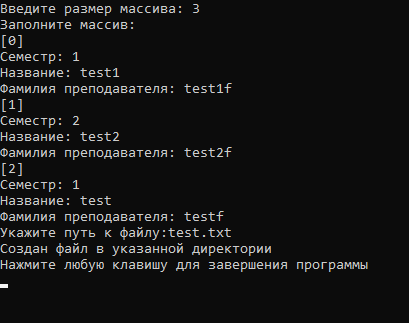 Введите размер массива: 3
Заполните массив:
[0]
Семестр: 1
Название: test1
Фамилия преподавателя: test1f
[1]
Семестр: 2
Название: test2
Фамилия преподавателя: test2f
[2]
Семестр: 1
Название: test
Фамилия преподавателя: testf
Укажите путь к файлу:test.txt
Создан файл в указанной директории
Нажмите любую клавишу для завершения программы